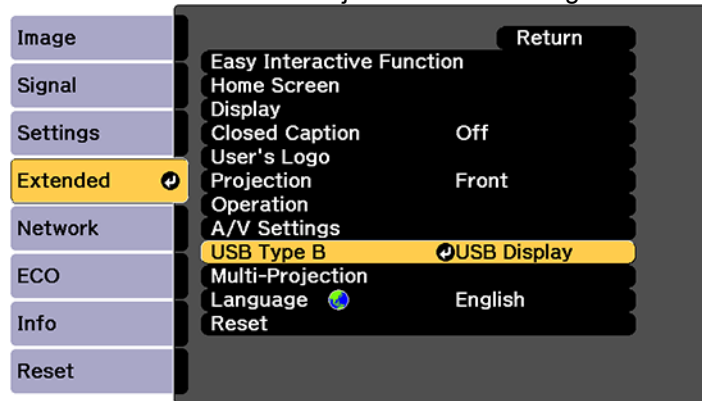 Image
Signal
Settings
Extended
Network
ECO
Info
Reset
Return
Easy Interactive Function
Home Screen
Display
Closed Caption Off
User's Logo
Projection Front
Operation
A/V Settings
USB Type B USB Display
Multi-Projection
Language English
Reset